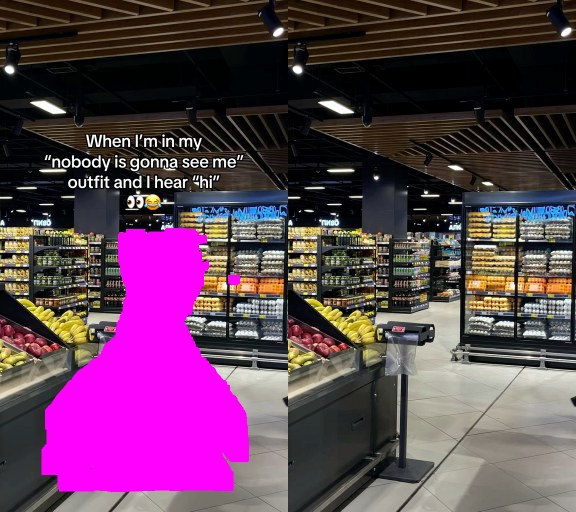 When I'm in my
"nobody is gonna see me"
outfit and I hear "hi"
👀😂